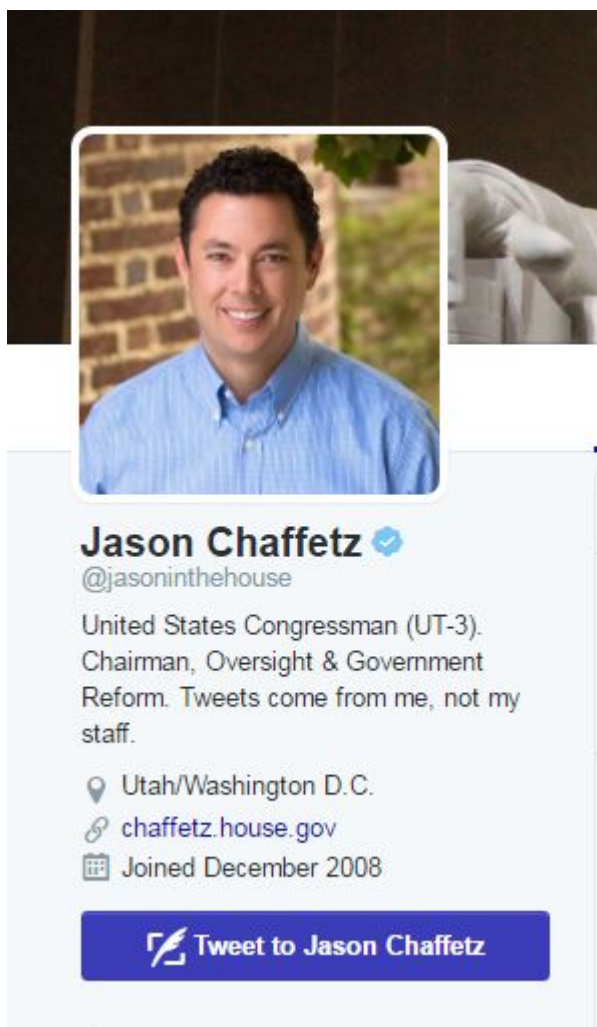 Jason Chaffetz
@jasoninthehouse
United States Congressman (UT-3).
Chairman, Oversight & Government
Reform. Tweets come from me, not my
staff.
Utah/Washington D.C.
chaffetz.house.gov
Joined December 2008
Tweet to Jason Chaffetz